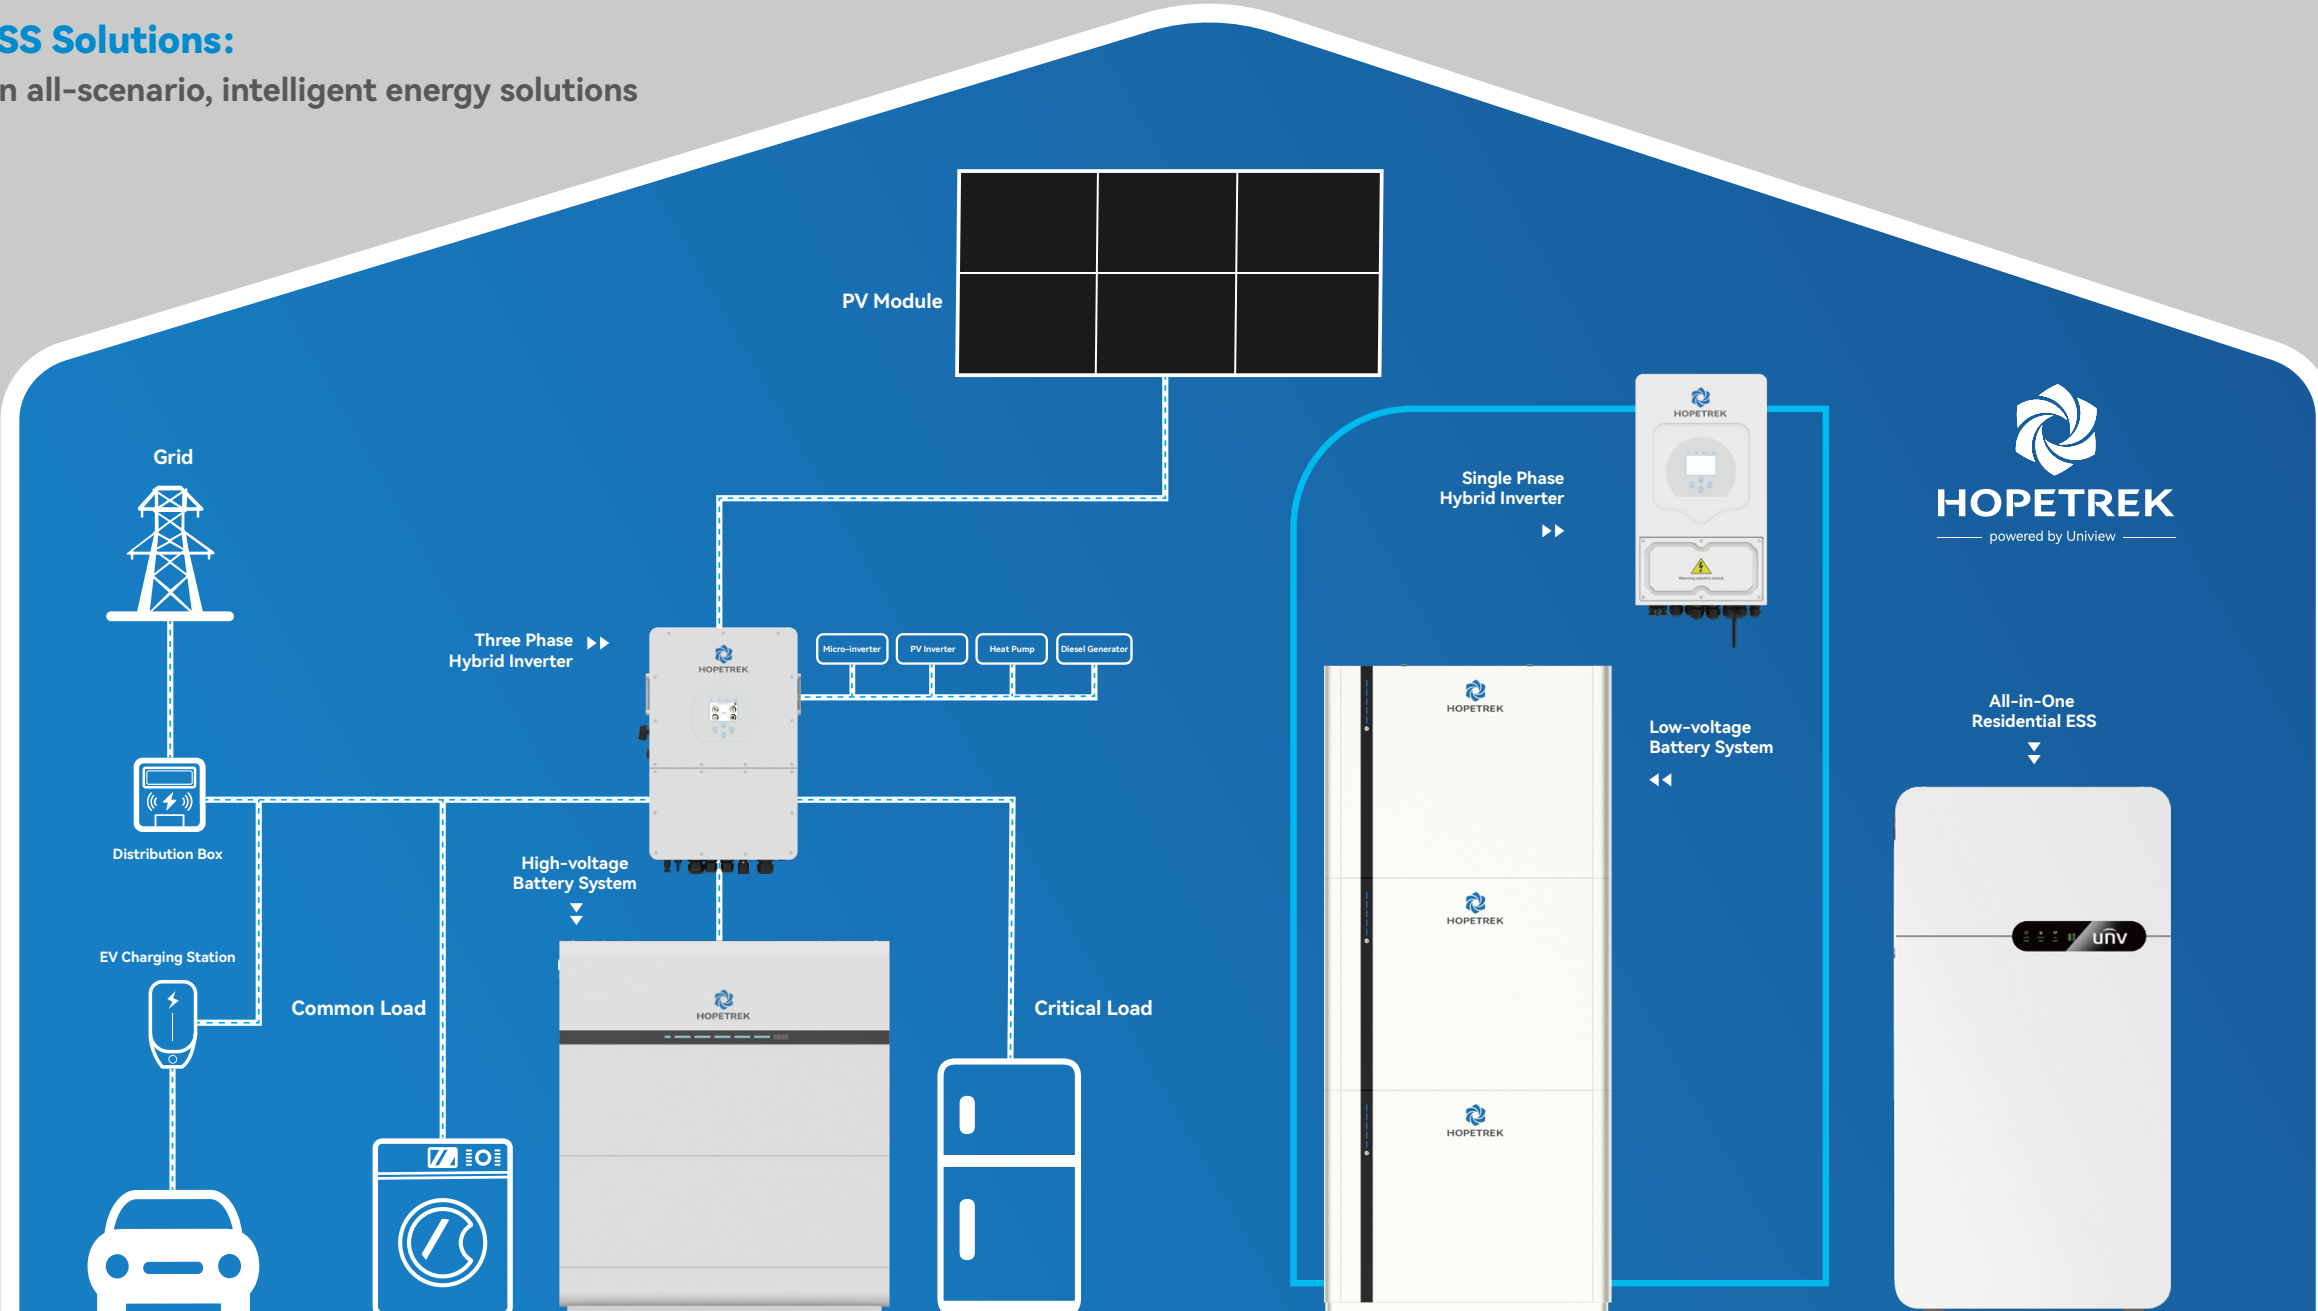 SS Solutions:
n all-scenario, intelligent energy solutions
PV Module
Grid
HOPETREK
Single Phase
Hybrid Inverter
HOPETREK
powered by Uniview
Warning electric shock
Three Phase
Hybrid Inverter
HOPETREK
Micro-inverter
PV Inverter
Heat Pump
Diesel Generator
HOPETREK
Low-voltage
Battery System
All-in-One
Residential ESS
Distribution Box
High-voltage
Battery System
HOPETREK
unv
EV Charging Station
Common Load
HOPETREK
Critical Load
HOPETREK